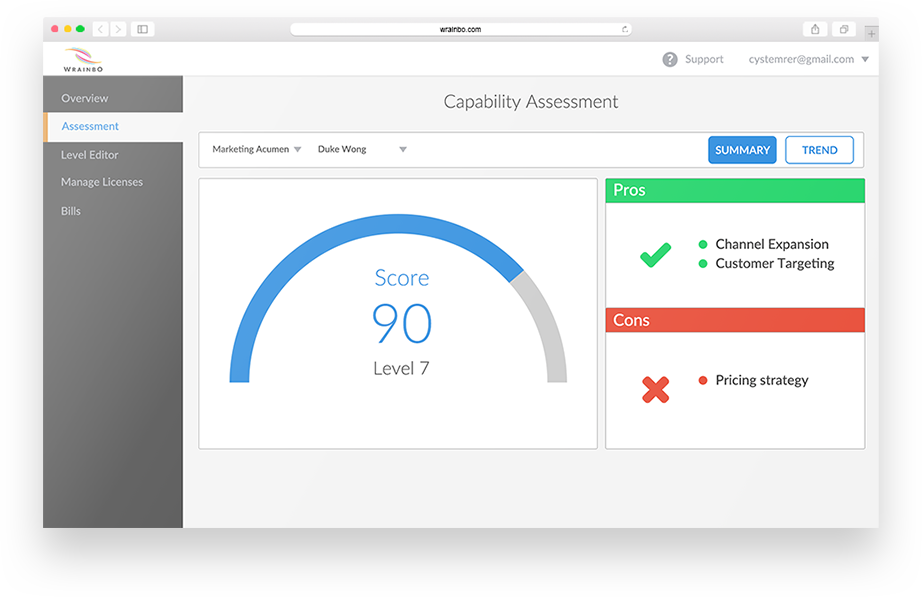 wrainbo.com
WRAINBO
? Support cystemrer@gmail.com
Overview
Assessment
Level Editor
Manage Licenses
Bills
Capability Assessment
Marketing Acumen Duke Wong SUMMARY TREND
Score
90
Level 7
Pros
Channel Expansion
Customer Targeting
Cons
Pricing strategy